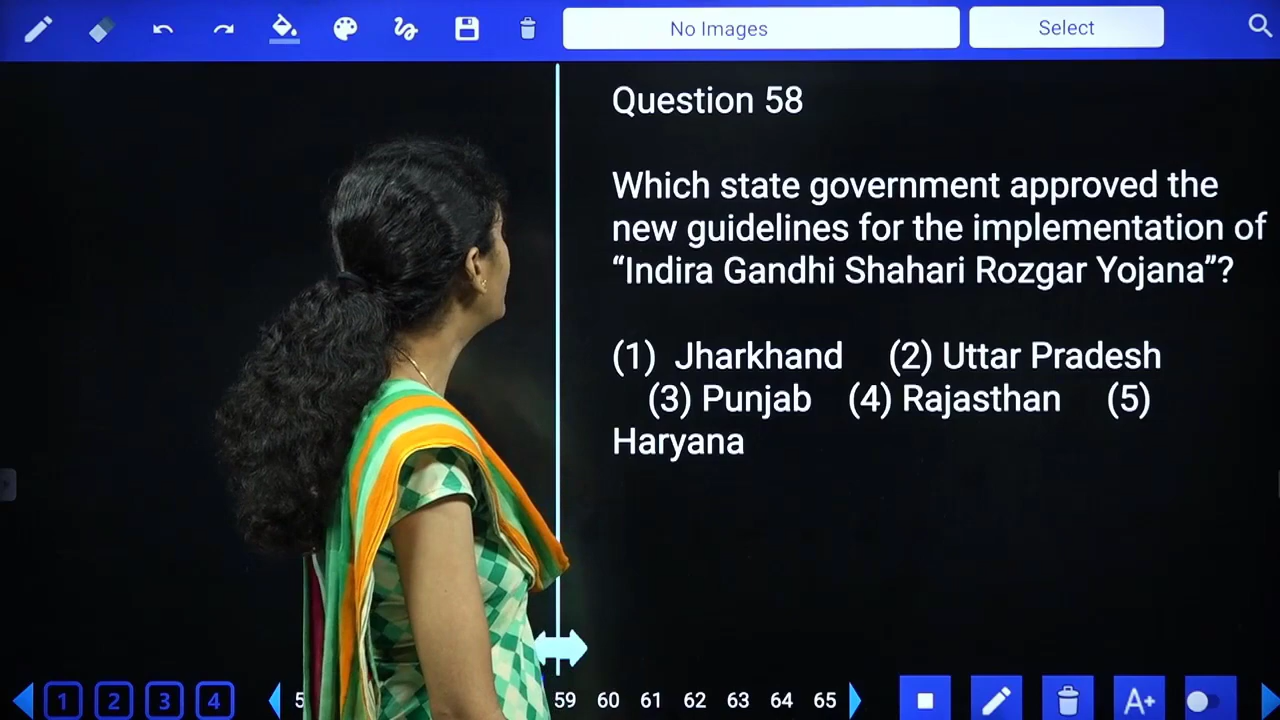 No Images
Select
Question 58
Which state government approved the
new guidelines for the implementation of
“Indira Gandhi Shahari Rozgar Yojana”?
(1) Jharkhand (2) Uttar Pradesh
(3) Punjab (4) Rajasthan (5)
Haryana
1 2 3 4 5 59 60 61 62 63 64 65 A+